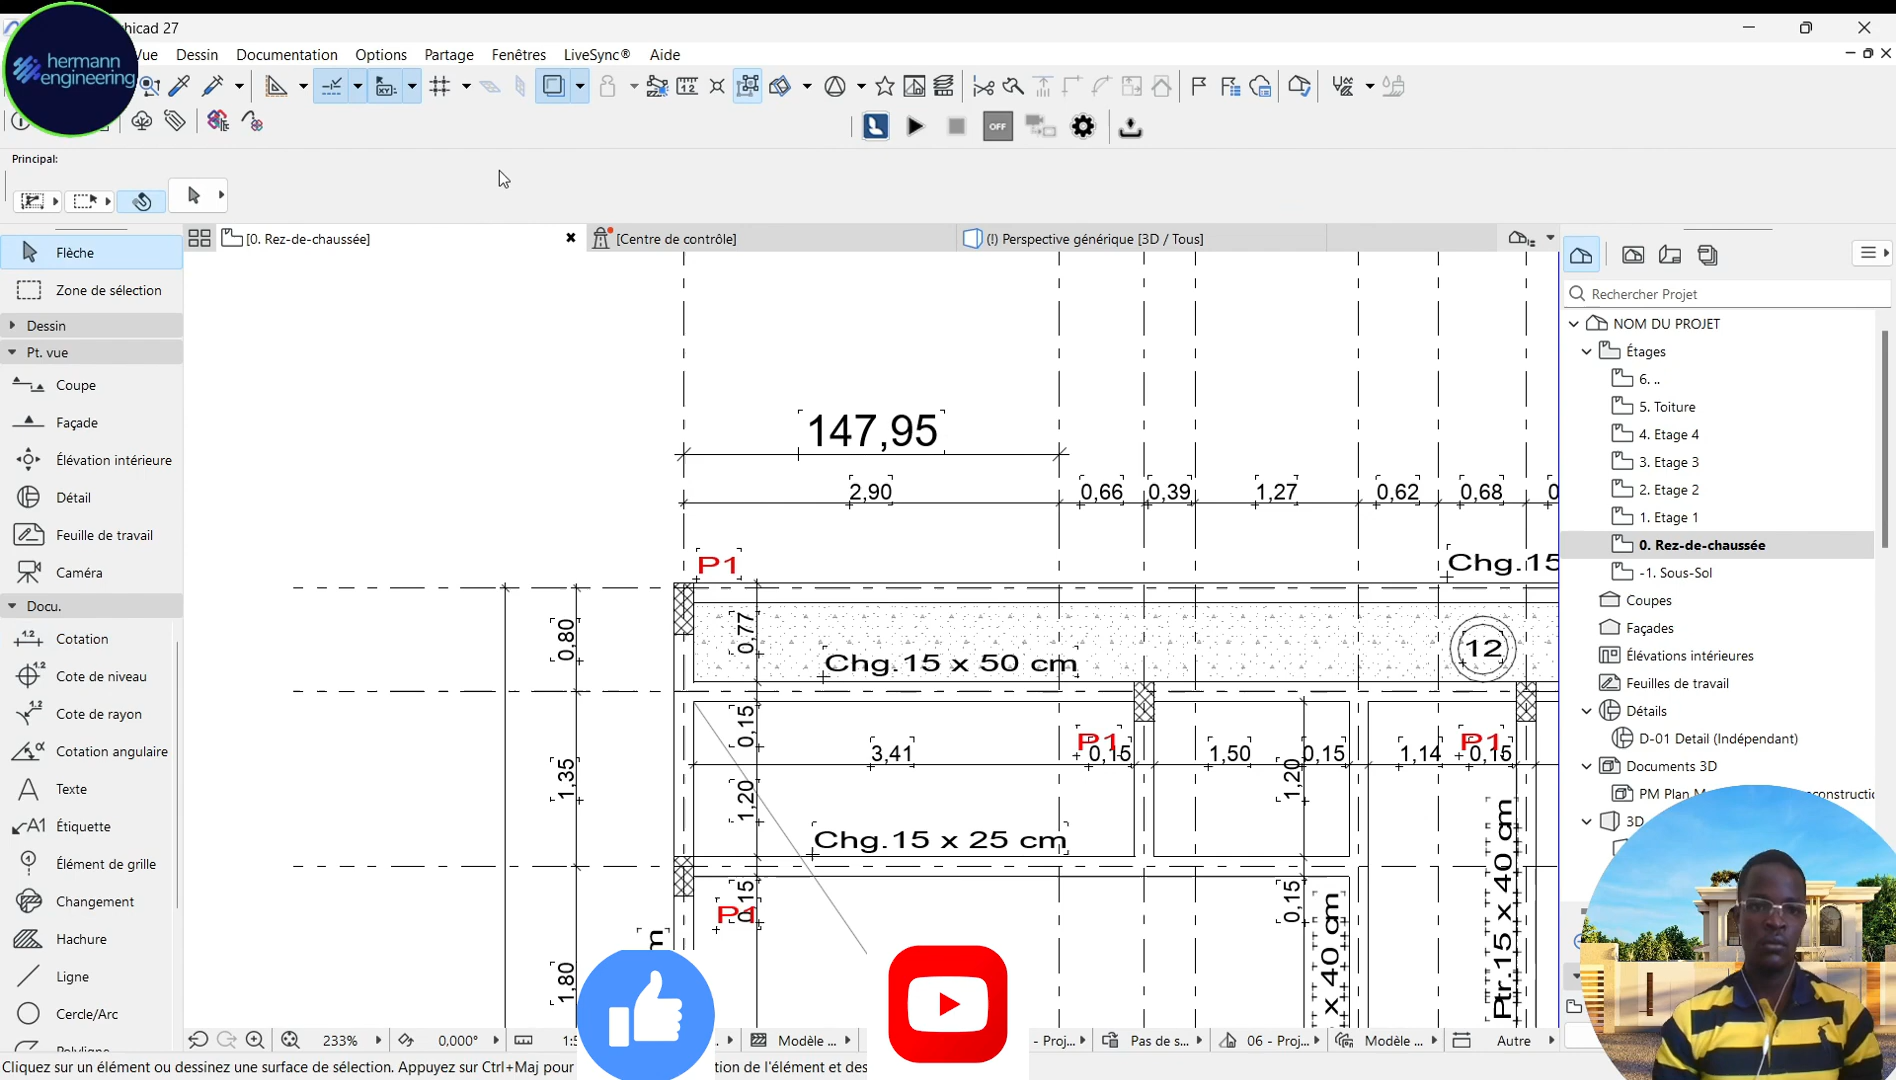 hermann
engineering
hicad 27
Vue
Dessin
Documentation
Options
Partage
Fenêtres
LiveSync®
Aide
OFF
Principal:
[0. Rez-de-chaussée]
[Centre de contrôle]
(!) Perspective générique [3D / Tous]
Flèche
Zone de sélection
Dessin
Pt. vue
Coupe
Façade
Élévation intérieure
Détail
Feuille de travail
Caméra
Docu.
Cotation
Cote de niveau
Cote de rayon
Cotation angulaire
Texte
Étiquette
Élément de grille
Changement
Hachure
Ligne
Cercle/Arc
Polyligne
147,95
2,90
0,66
0,39
1,27
0,62
0,68
0
P1
Chg.15
0,80
0,77
Chg.15 x 50 cm
12
0,15
3,41
P1
0,15
1,50
0,15
1,14
P1
0,15
1,35
1,20
1,20
Chg.15 x 25 cm
P1
0,15
0,15
1,80
m
x 40 cm
Ptr.15 x 40 cm
Rechercher Projet
NOM DU PROJET
Étages
6. ..
5. Toiture
4. Etage 4
3. Etage 3
2. Etage 2
1. Etage 1
0. Rez-de-chaussée
-1. Sous-Sol
Coupes
Façades
Élévations intérieures
Feuilles de travail
Détails
D-01 Detail (Indépendant)
Documents 3D
PM Plan M
constructic
3D
233%
0,000°
1:5
Modèle ...
- Proj...
Pas de s...
06 - Proj...
Modèle ...
Autre
Cliquez sur un élément ou dessinez une surface de sélection. Appuyez sur Ctrl+Maj pour
tion de l'élément et des